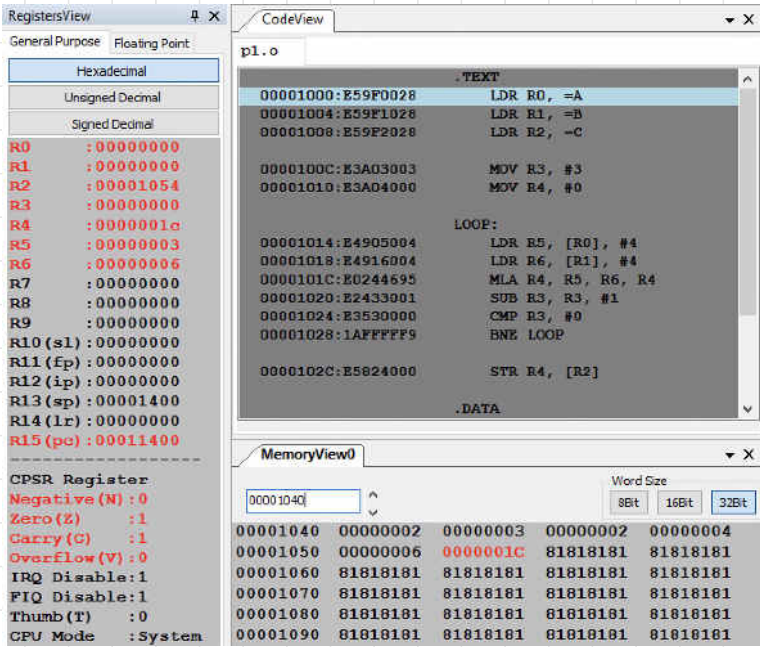 RegistersView
General Purpose Floating Point
Hexadecimal
Unsigned Decimal
Signed Decimal
R0 :00000000
R1 :00000000
R2 :00001054
R3 :00000000
R4 :0000001c
R5 :00000003
R6 :00000006
R7 :00000000
R8 :00000000
R9 :00000000
R10(sl):00000000
R11(fp):00000000
R12(ip):00000000
R13(sp):00001400
R14(lr):00000000
R15(pc):00011400
--------------------
CPSR Register
Negative(N):0
Zero(Z) :1
Carry(C) :1
Overflow(V):0
IRQ Disable:1
FIQ Disable:1
Thumb(T) :0
CPU Mode :System
CodeView
p1.o
.TEXT
00001000:E59F0028 LDR R0, =A
00001004:E59F1028 LDR R1, =B
00001008:E59F2028 LDR R2, =C
0000100C:E3A03003 MOV R3, #3
00001010:E3A04000 MOV R4, #0
LOOP:
00001014:E4905004 LDR R5, [R0], #4
00001018:E4916004 LDR R6, [R1], #4
0000101C:E0244695 MLA R4, R5, R6, R4
00001020:E2433001 SUB R3, R3, #1
00001024:E3530000 CMP R3, #0
00001028:1AFFFFF9 BNE LOOP
0000102C:E5824000 STR R4, [R2]
.DATA
MemoryView0
00001040
Word Size
8Bit 16Bit 32Bit
00001040 00000002 00000003 00000002 00000004
00001050 00000006 0000001C 81818181 81818181
00001060 81818181 81818181 81818181 81818181
00001070 81818181 81818181 81818181 81818181
00001080 81818181 81818181 81818181 81818181
00001090 81818181 81818181 81818181 81818181